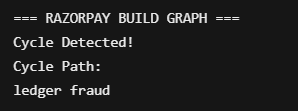 === RAZORPAY BUILD GRAPH ===
Cycle Detected!
Cycle Path:
ledger fraud